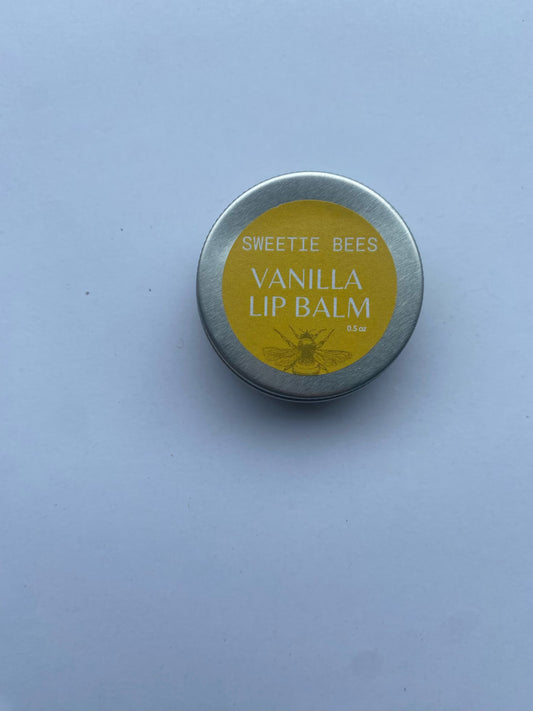 SWEETIE BEES
VANILLA
LIP BALM
0.5 oz